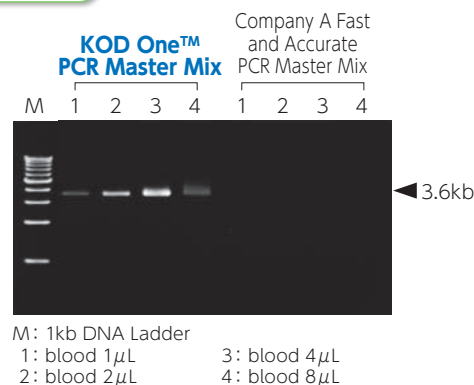 KOD One™
PCR Master Mix
Company A Fast
and Accurate
PCR Master Mix
M 1 2 3 4 1 2 3 4
3.6kb
M: 1kb DNA Ladder
1: blood 1μL 3: blood 4μL
2: blood 2μL 4: blood 8μL